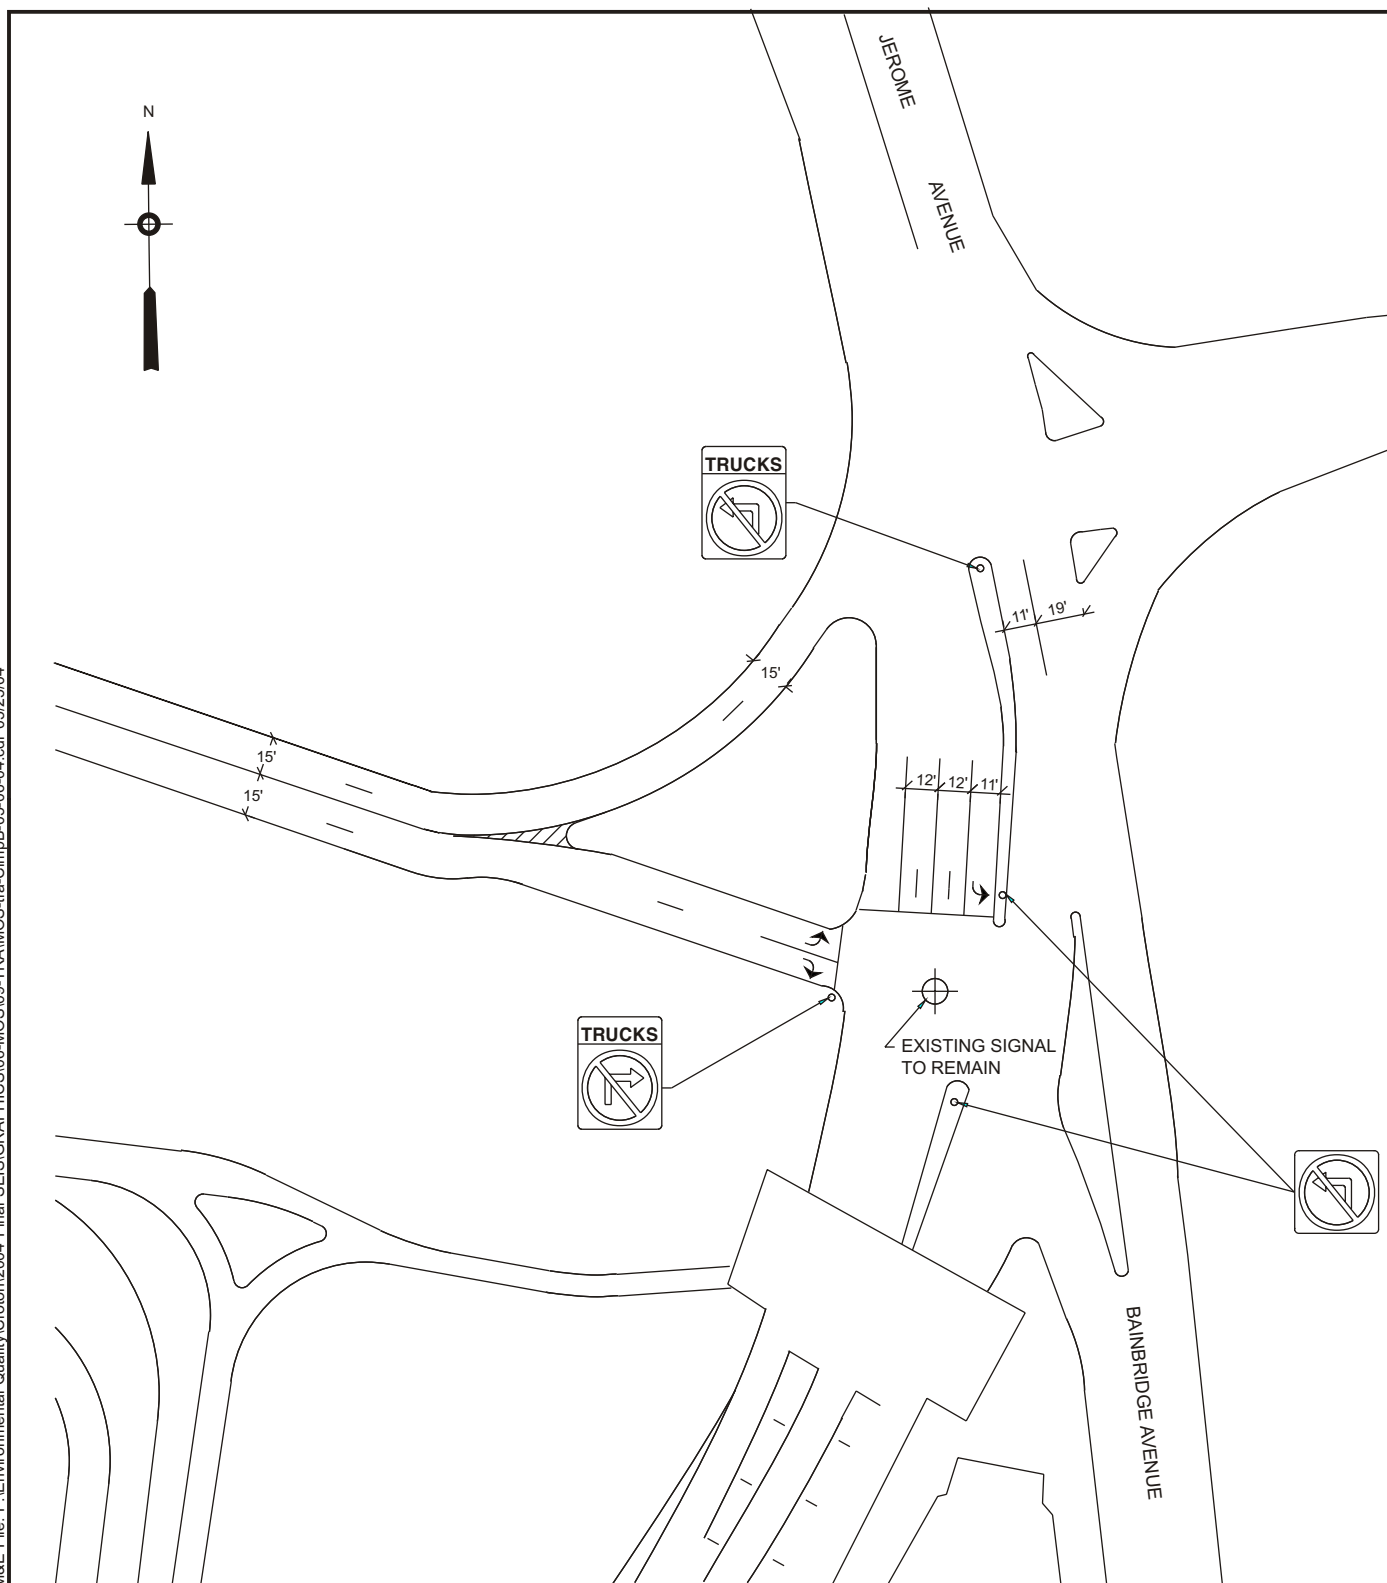 JEROME
AVENUE
N
TRUCKS
11'
19'
15'
15'
15'
12'
12'
11'
EXISTING SIGNAL
TO REMAIN
TRUCKS
BAINBRIDGE AVENUE